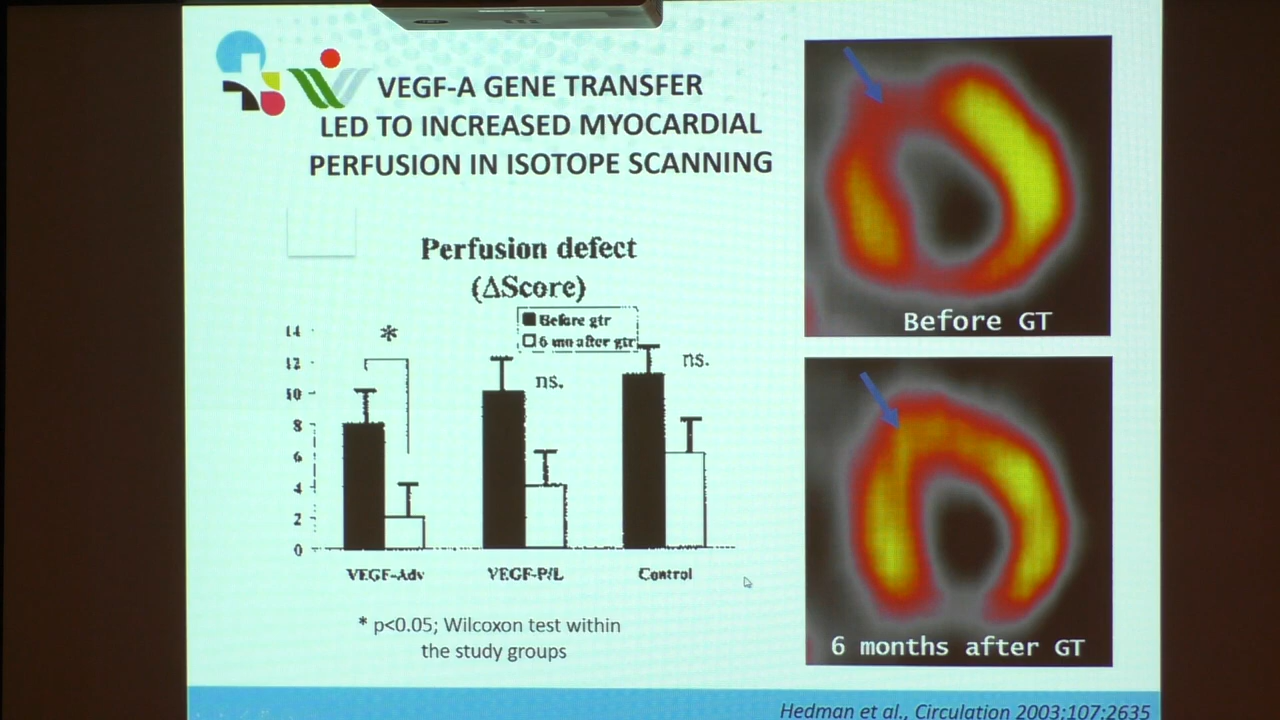 VEGF-A GENE TRANSFER
LED TO INCREASED MYOCARDIAL
PERFUSION IN ISOTOPE SCANNING
Perfusion defect
(ΔScore)
Before gtr
6 mo after gtr
14
12
10
8
6
4
2
0
*
ns.
ns.
VEGF-Adv
VEGF-P/L
Control
* p<0.05; Wilcoxon test within
the study groups
Before GT
6 months after GT
Hedman et al., Circulation 2003;107:2635